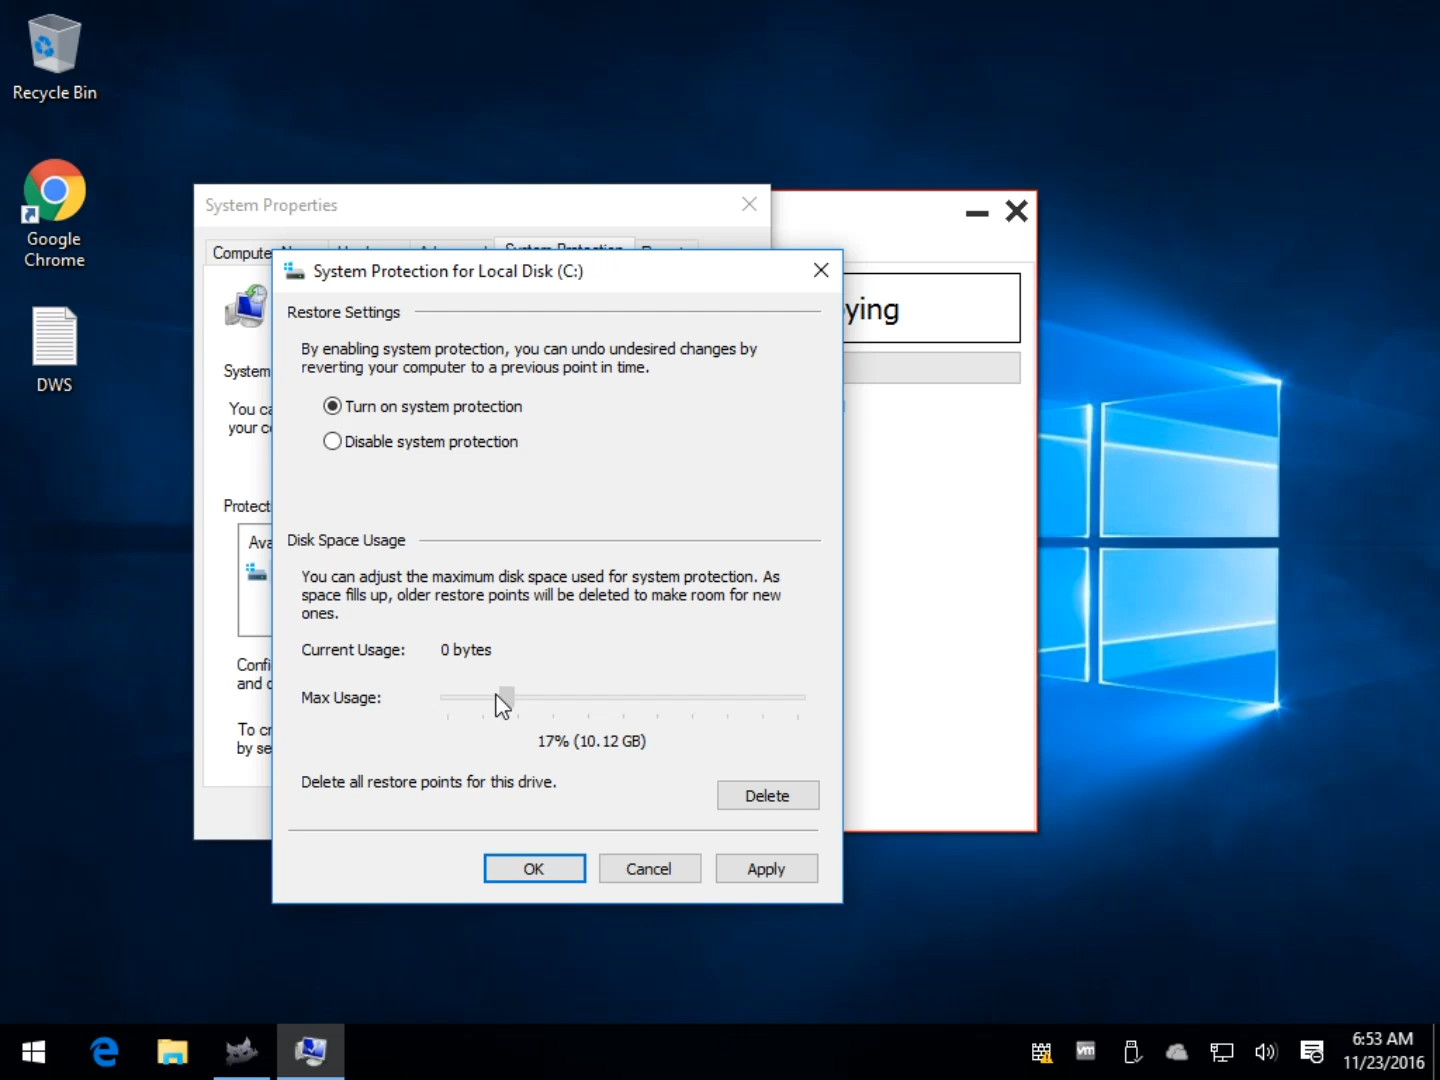 Recycle Bin
Google
Chrome
DWS
System Properties
System Protection
System Protection for Local Disk (C:)
Restore Settings
By enabling system protection, you can undo undesired changes by
reverting your computer to a previous point in time.
Turn on system protection
Disable system protection
Disk Space Usage
You can adjust the maximum disk space used for system protection. As
space fills up, older restore points will be deleted to make room for new
ones.
Current Usage: 0 bytes
Max Usage:
17% (10.12 GB)
Delete all restore points for this drive.
Delete
OK Cancel Apply
System
You ca
your c
Protect
Ava
Confi
and c
To cr
by se
ying
vm
6:53 AM
11/23/2016